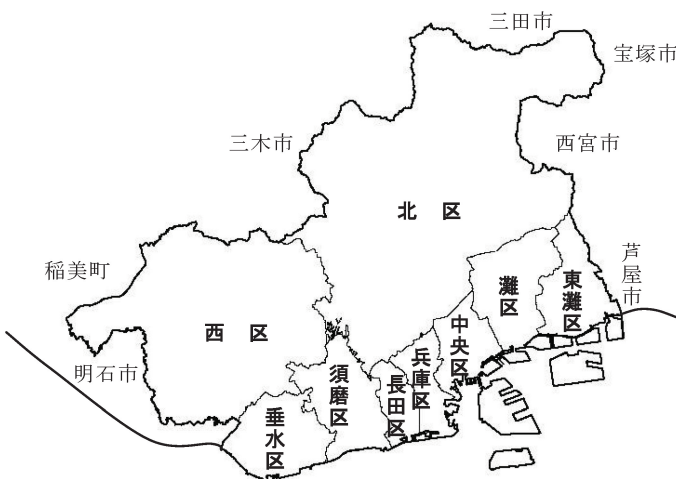 三田市
宝塚市
三木市
西宮市
北 区
稲美町
芦屋市
灘区
東灘区
西 区
中央区
兵庫区
明石市
須磨区
長田区
垂水区